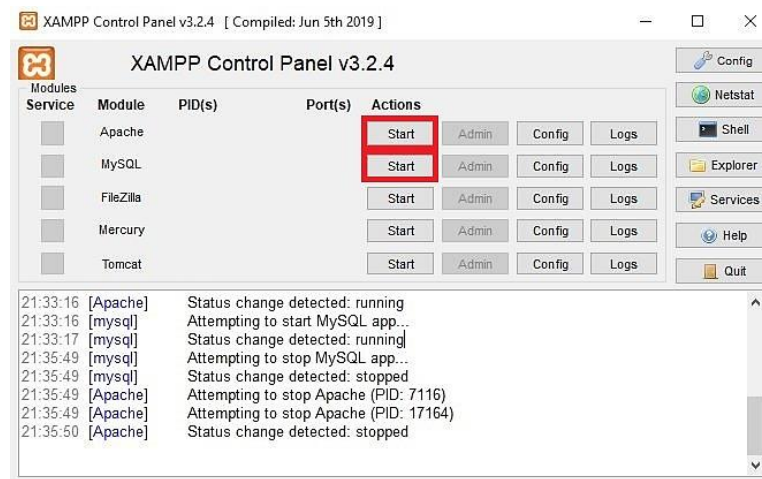 XAMPP Control Panel v3.2.4 [ Compiled: Jun 5th 2019 ]
XAMPP Control Panel v3.2.4
Config
Modules
Service Module PID(s) Port(s) Actions
Netstat
Apache Start Admin Config Logs
Shell
MySQL Start Admin Config Logs
Explorer
FileZilla Start Admin Config Logs
Services
Mercury Start Admin Config Logs
Help
Tomcat Start Admin Config Logs
Quit
21:33:16 [Apache] Status change detected: running
21:33:16 [mysql] Attempting to start MySQL app...
21:33:17 [mysql] Status change detected: running
21:35:49 [mysql] Attempting to stop MySQL app...
21:35:49 [mysql] Status change detected: stopped
21:35:49 [Apache] Attempting to stop Apache (PID: 7116)
21:35:49 [Apache] Attempting to stop Apache (PID: 17164)
21:35:50 [Apache] Status change detected: stopped